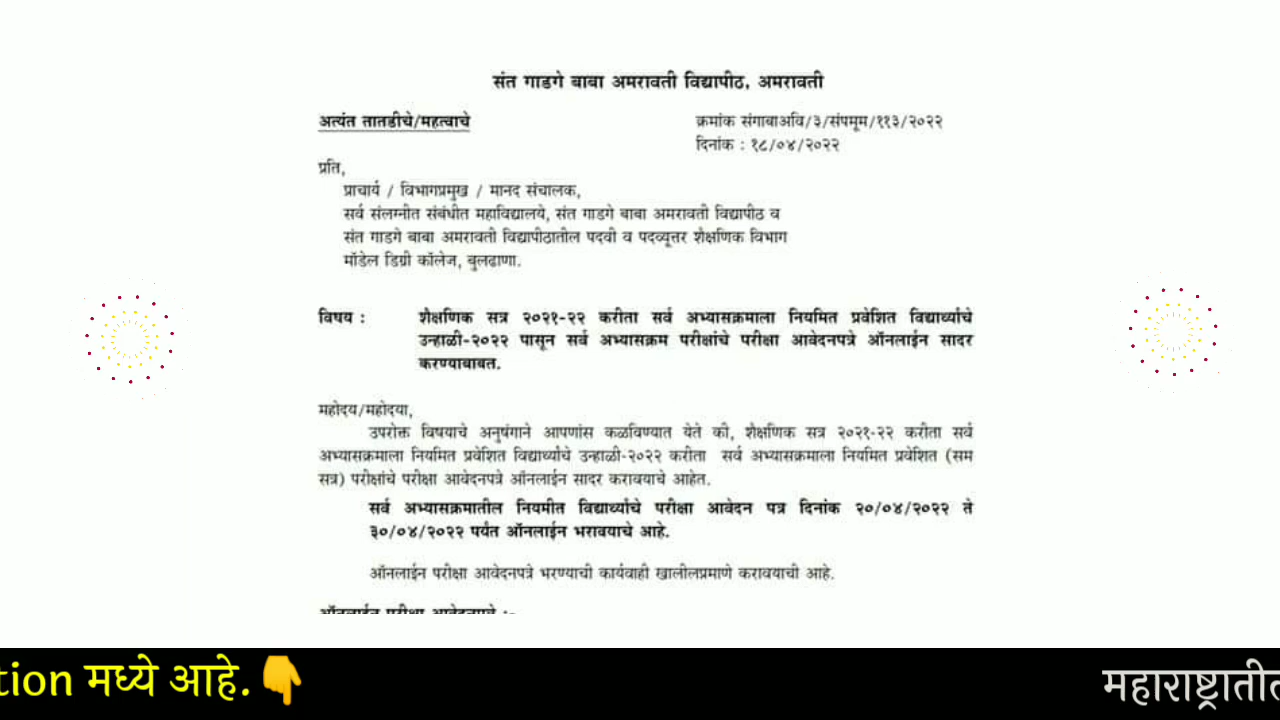 संत गाडगे बाबा अमरावती विद्यापीठ, अमरावती
अत्यंत तातडीचे/महत्वाचे
क्रमांक संगाबाअवि/३/संपमूम/११३/२०२२
दिनांक : १८/०४/२०२२
प्रति,
प्राचार्य / विभागप्रमुख / मानद संचालक,
सर्व संलग्नीत संबंधीत महाविद्यालये, संत गाडगे बाबा अमरावती विद्यापीठ व
संत गाडगे बाबा अमरावती विद्यापीठातील पदवी व पदव्यूत्तर शैक्षणिक विभाग
मॉडेल डिग्री कॉलेज, बुलढाणा.
विषय : शैक्षणिक सत्र २०२१-२२ करीता सर्व अभ्यासक्रमाला नियमित प्रवेशित विद्यार्थ्यांचे
उन्हाळी-२०२२ पासून सर्व अभ्यासक्रम परीक्षांचे परीक्षा आवेदनपत्रे ऑनलाईन सादर
करण्याबाबत.
महोदय/महोदया,
उपरोक्त विषयाचे अनुषंगाने आपणांस कळविण्यात येते की, शैक्षणिक सत्र २०२१-२२ करीता सर्व
अभ्यासक्रमाला नियमित प्रवेशित विद्यार्थ्यांचे उन्हाळी-२०२२ करीता सर्व अभ्यासक्रमाला नियमित प्रवेशित (सम
सत्र) परीक्षांचे परीक्षा आवेदनपत्रे ऑनलाईन सादर करावयाचे आहेत.
सर्व अभ्यासक्रमातील नियमीत विद्यार्थ्यांचे परीक्षा आवेदन पत्र दिनांक २०/०४/२०२२ ते
३०/०४/२०२२ पर्यंत ऑनलाईन भरावयाचे आहे.
ऑनलाईन परीक्षा आवेदनपत्रे भरण्याची कार्यवाही खालीलप्रमाणे करावयाची आहे.
ऑनलाईन परीक्षा आवेदनपत्रे :-
tion मध्ये आहे.👇
महाराष्ट्रातील